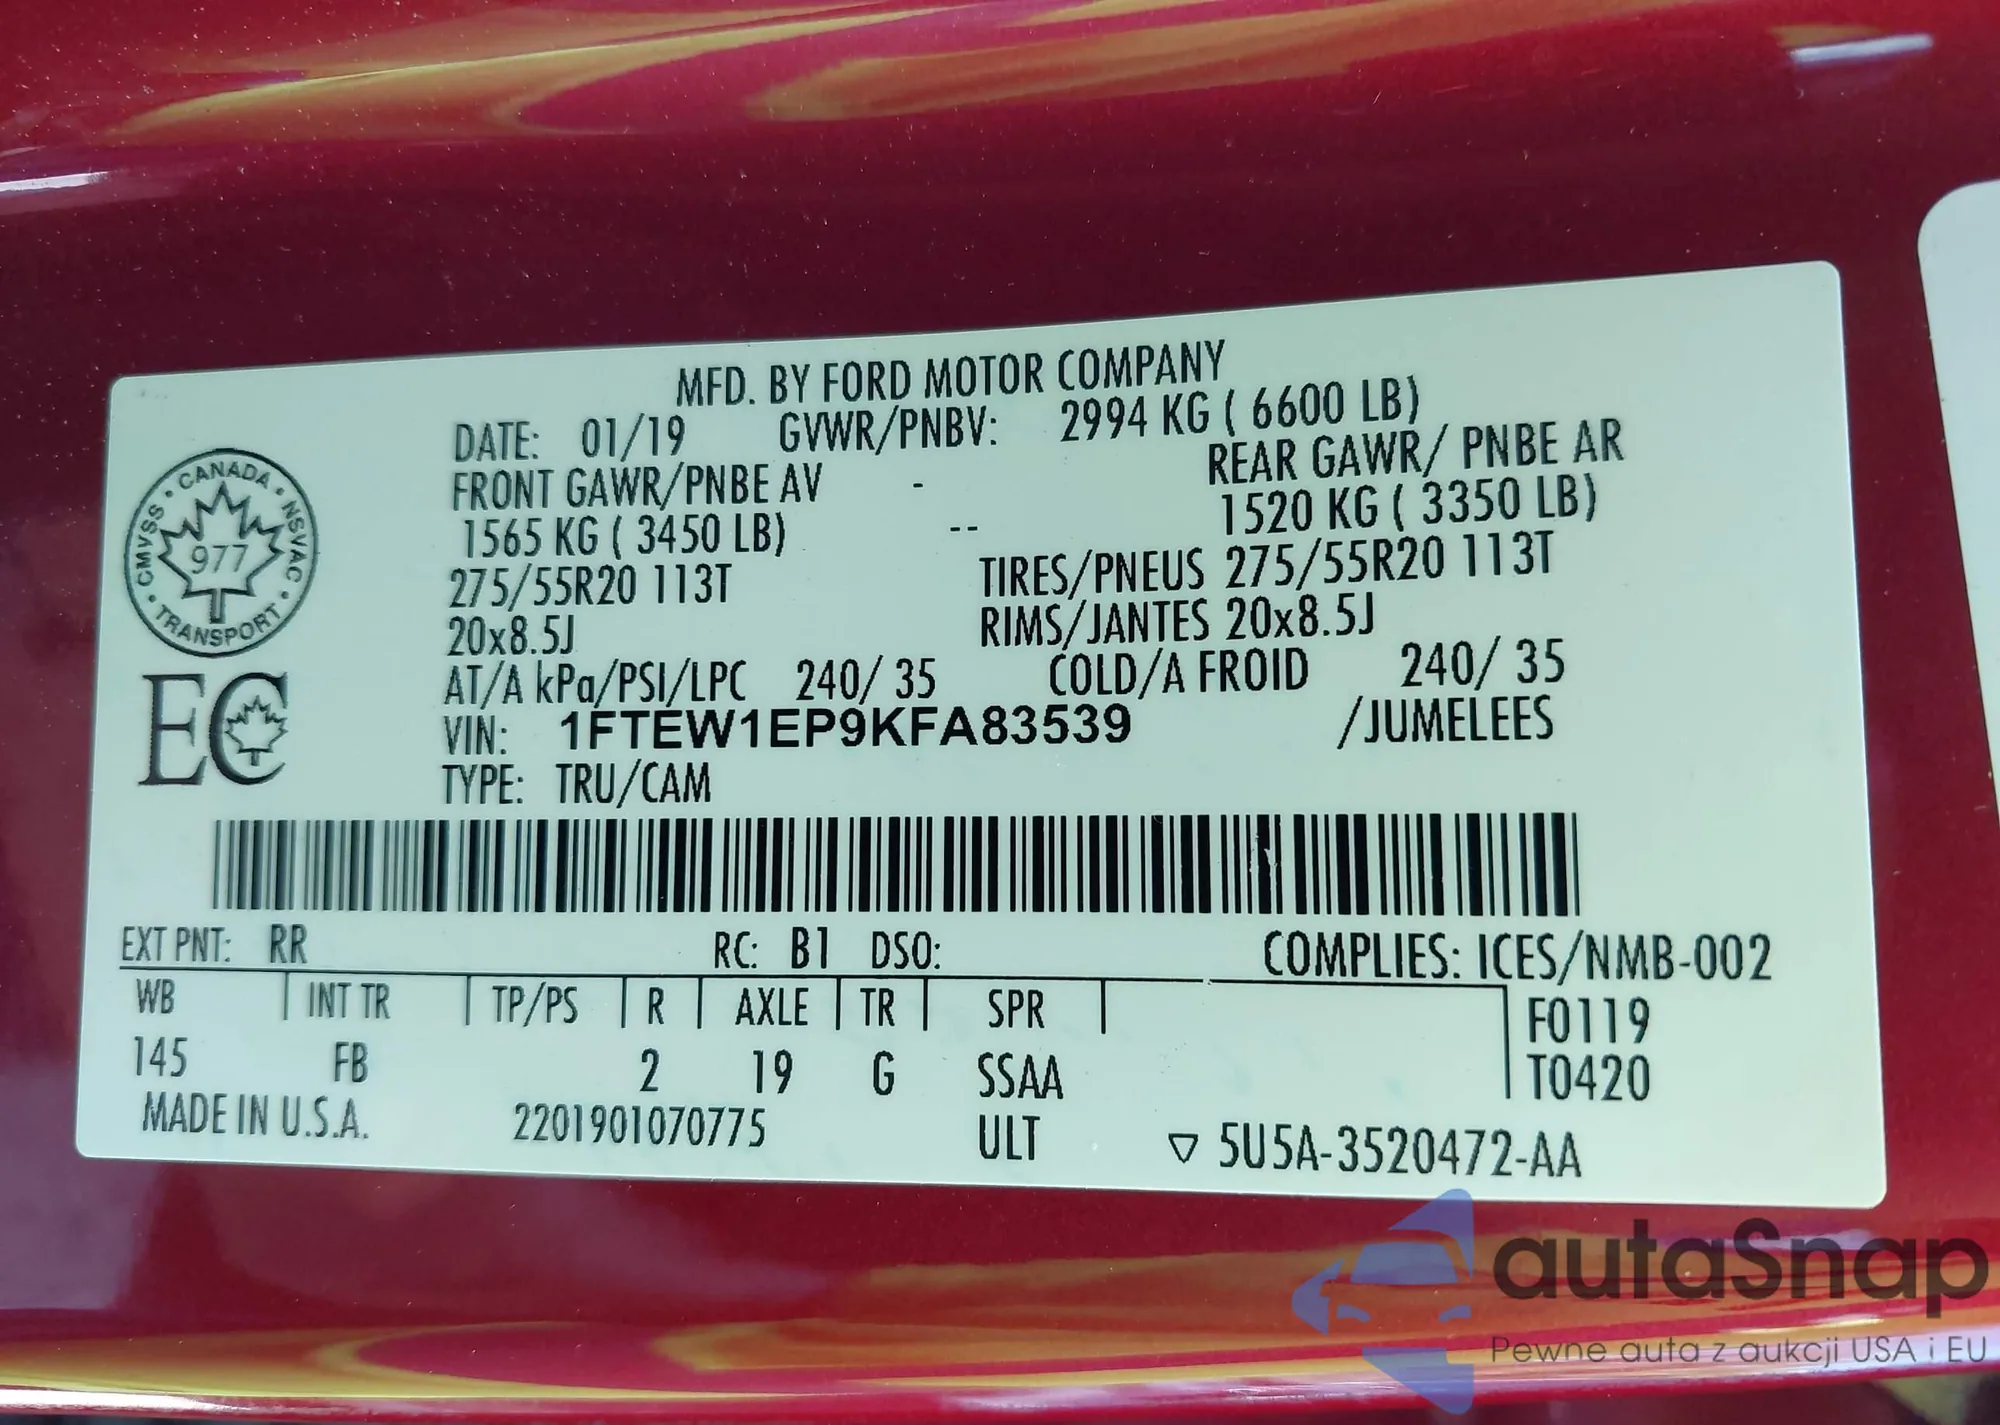 MFD. BY FORD MOTOR COMPANY
DATE: 01/19 GVWR/PNBV: 2994 KG ( 6600 LB)
FRONT GAWR/PNBE AV - REAR GAWR/ PNBE AR
1565 KG ( 3450 LB) -- 1520 KG ( 3350 LB)
275/55R20 113T TIRES/PNEUS 275/55R20 113T
20x8.5J RIMS/JANTES 20x8.5J
AT/A kPa/PSI/LPC 240/ 35 COLD/A FROID 240/ 35
VIN: 1FTEW1EP9KFA83539 /JUMELEES
TYPE: TRU/CAM
CANADA · NSVAC · TRANSPORT · CMVSS ·
977
EC
EXT PNT: RR RC: B1 DSO: COMPLIES: ICES/NMB-002
WB INT TR TP/PS R AXLE TR SPR F0119
145 FB 2 19 G SSAA T0420
MADE IN U.S.A. 2201901070775 ULT ▽ 5U5A-3520472-AA
autaSnap
Pewne auta z aukcji USA i EU